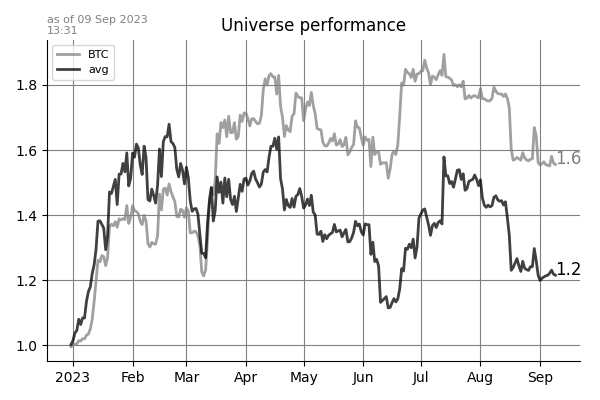 as of 09 Sep 2023
13:31
Universe performance
BTC
avg
1.8
1.6
1.4
1.2
1.0
1.6
1.2
2023 Feb Mar Apr May Jun Jul Aug Sep